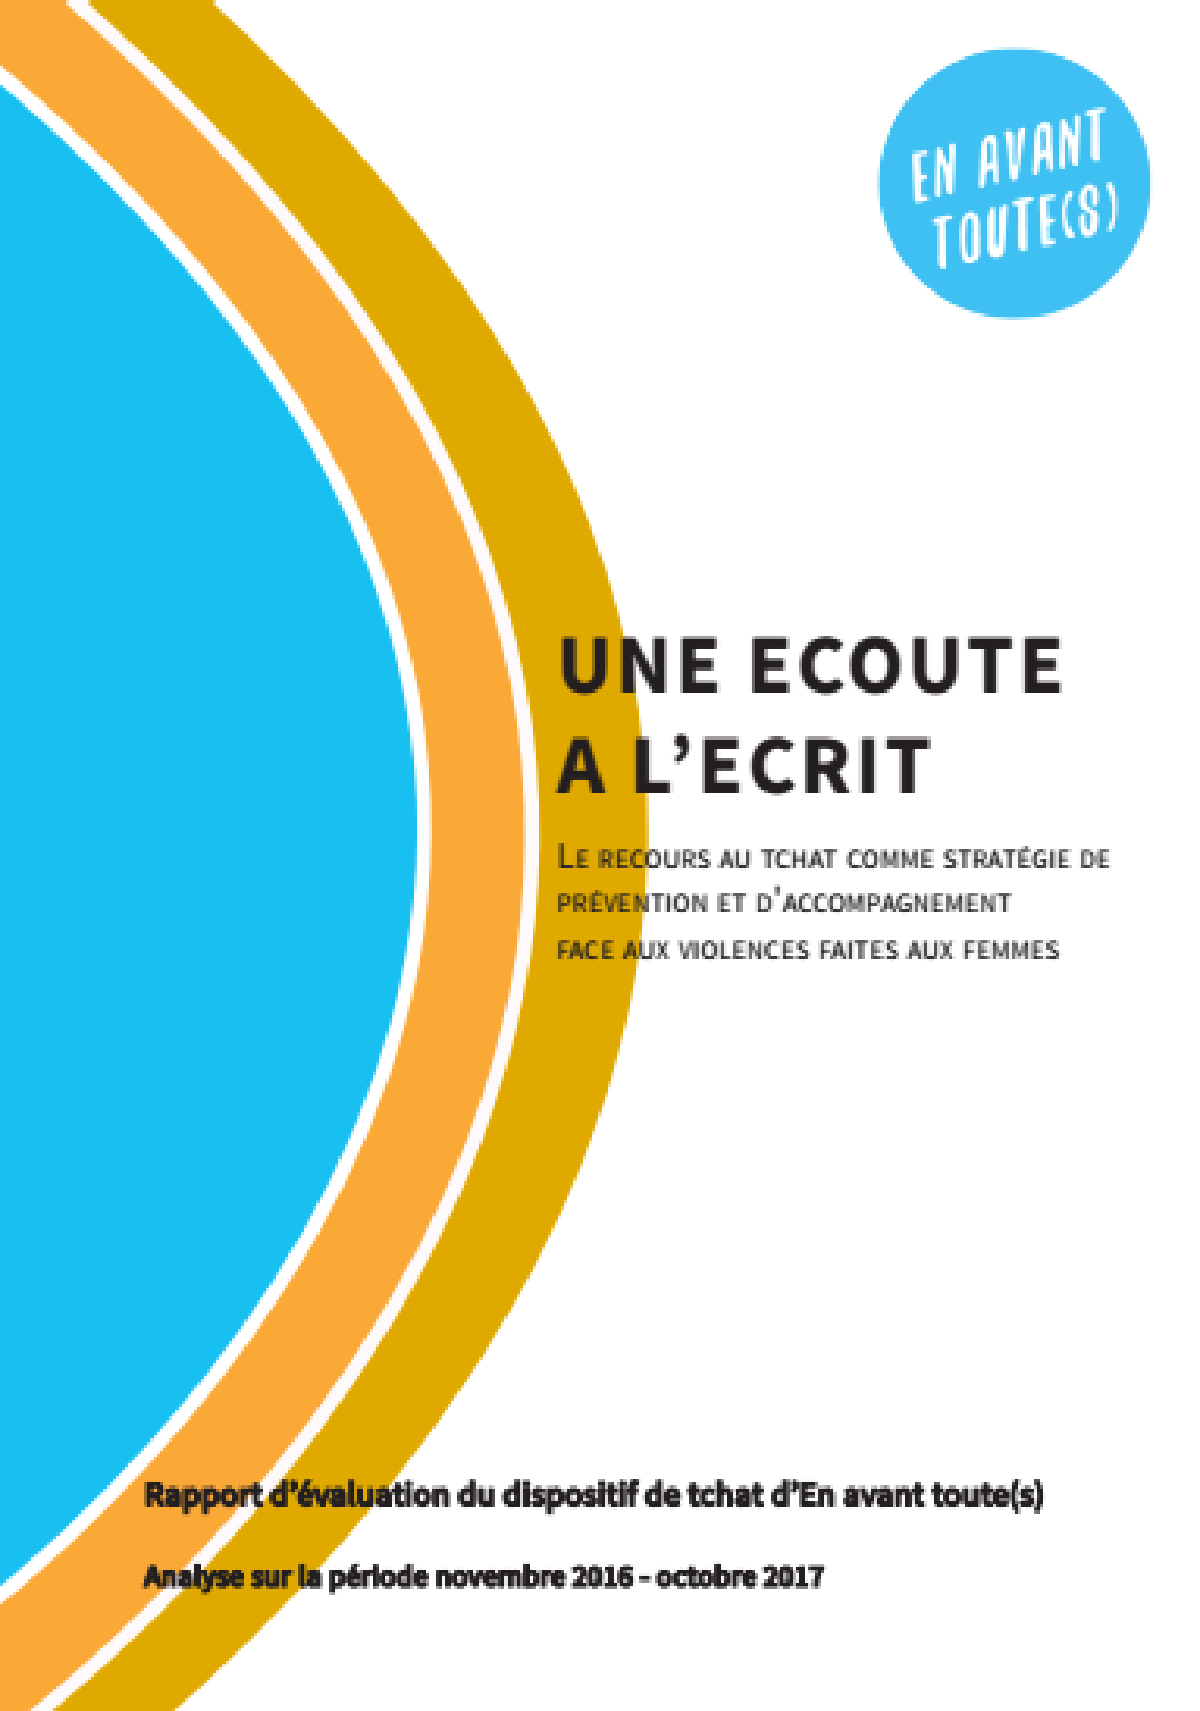 EN AVANT
TOUTE(S)
UNE ECOUTE
A L’ECRIT
LE RECOURS AU TCHAT COMME STRATÉGIE DE
PRÉVENTION ET D'ACCOMPAGNEMENT
FACE AUX VIOLENCES FAITES AUX FEMMES
Rapport d’évaluation du dispositif de tchat d’En avant toute(s)
Analyse sur la période novembre 2016 - octobre 2017